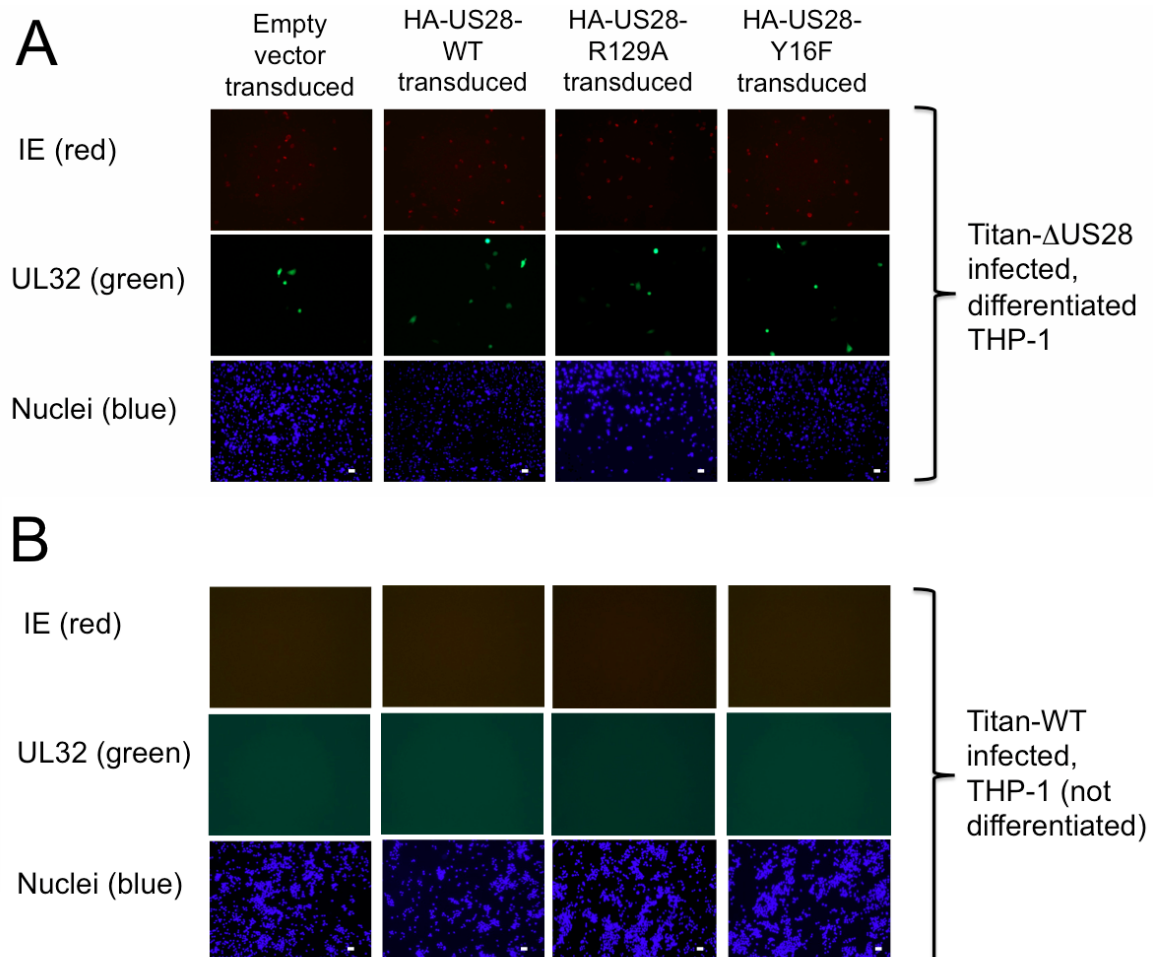 A
Empty
vector
transduced
HA-US28-
WT
transduced
HA-US28-
R129A
transduced
HA-US28-
Y16F
transduced
IE (red)
UL32 (green)
Nuclei (blue)
Titan-ΔUS28
infected,
differentiated
THP-1
B
IE (red)
UL32 (green)
Nuclei (blue)
Titan-WT
infected,
THP-1 (not
differentiated)